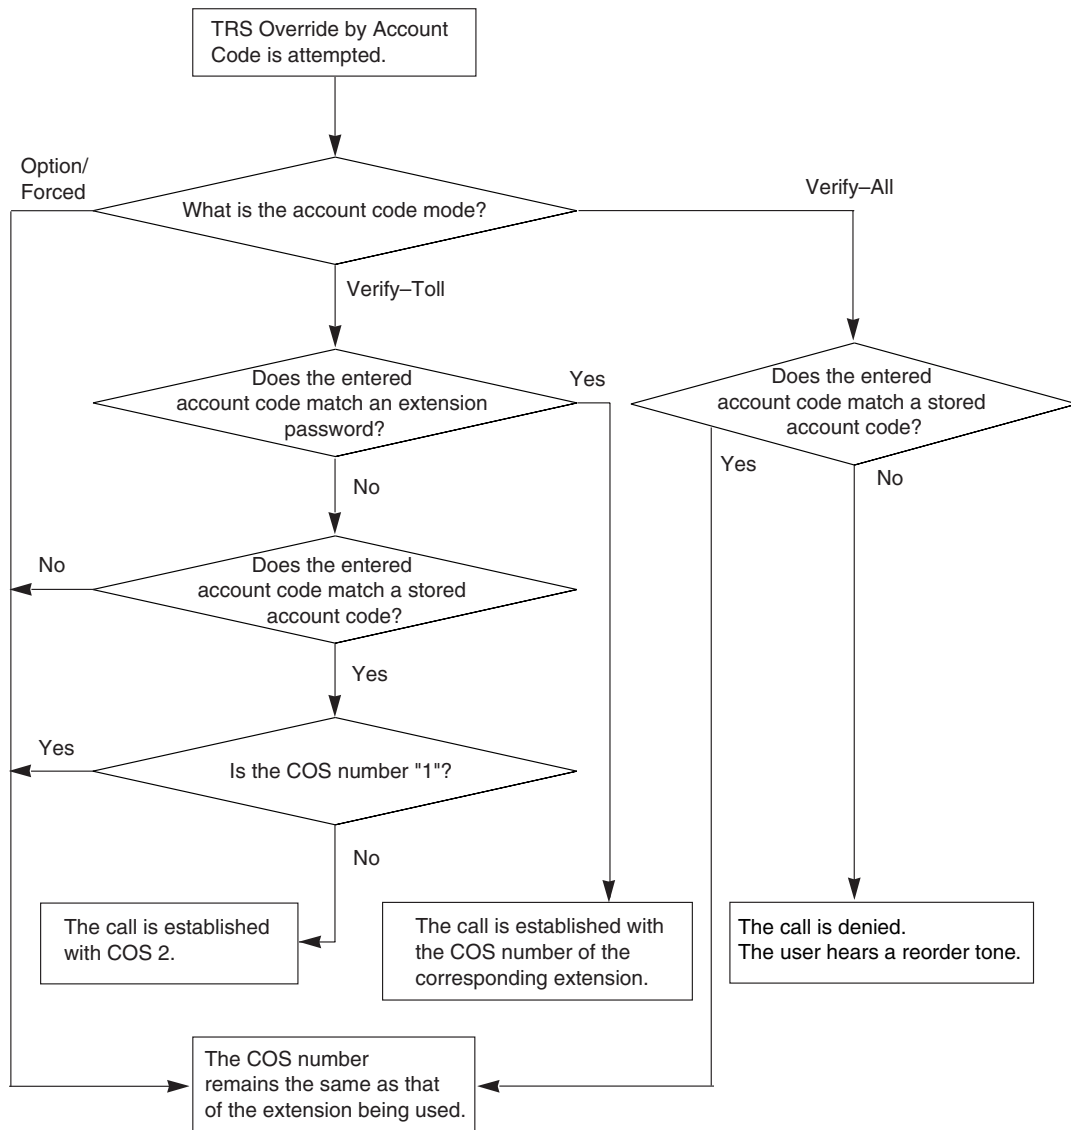 TRS Override by Account
Code is attempted.
Option/
Forced
Verify–All
What is the account code mode?
Verify–Toll
Does the entered
account code match an extension
password?
Yes
Does the entered
account code match a stored
account code?
Yes
No
No
No
Does the entered
account code match a stored
account code?
Yes
Yes
Is the COS number "1"?
No
The call is established
with COS 2.
The call is established with
the COS number of the
corresponding extension.
The call is denied.
The user hears a reorder tone.
The COS number
remains the same as that
of the extension being used.